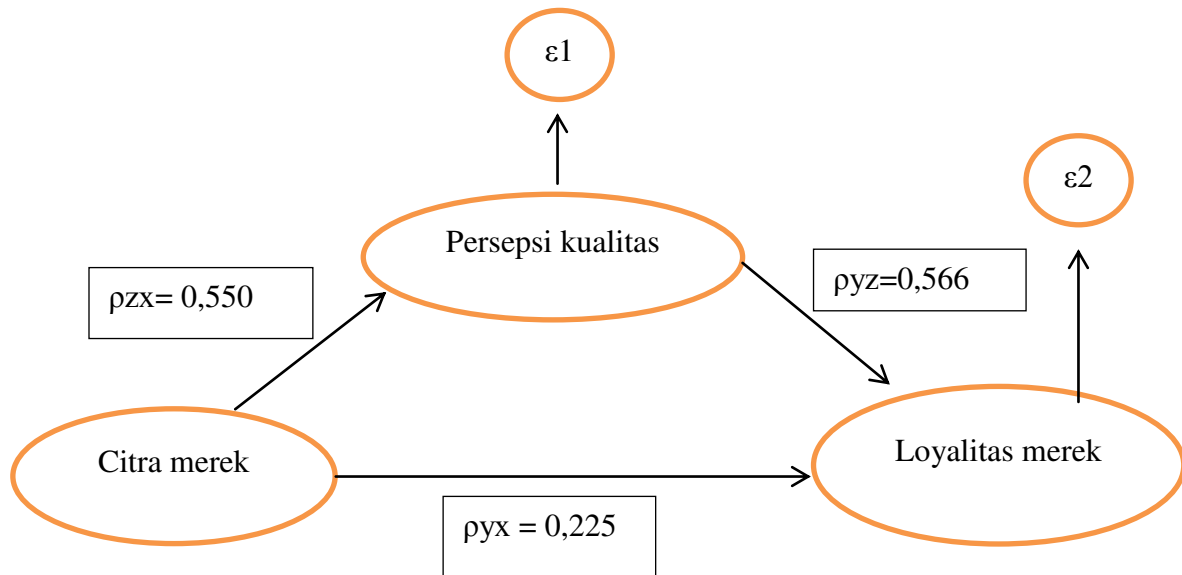 ε1
ε2
Persepsi kualitas
ρzx= 0,550
ρyz=0,566
Citra merek
Loyalitas merek
ρyx = 0,225